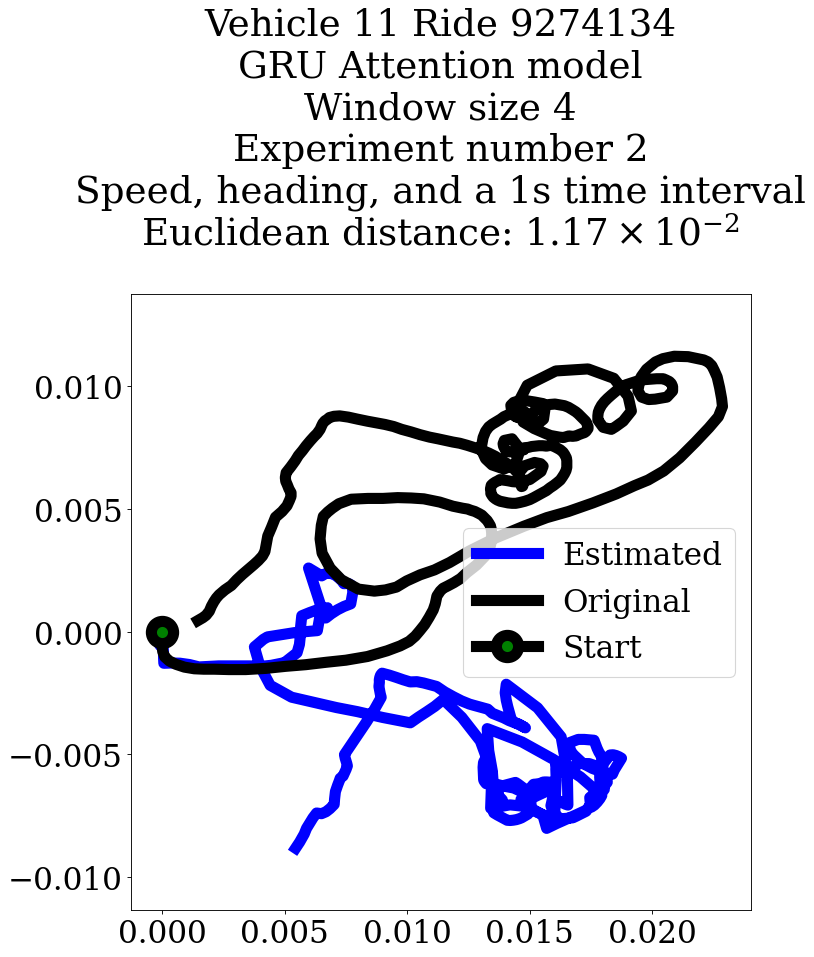 Vehicle 11 Ride 9274134
GRU Attention model
Window size 4
Experiment number 2
Speed, heading, and a 1s time interval
Euclidean distance: 1.17 × 10⁻²
0.010
0.005
0.000
−0.005
−0.010
Estimated
Original
Start
0.000 0.005 0.010 0.015 0.020